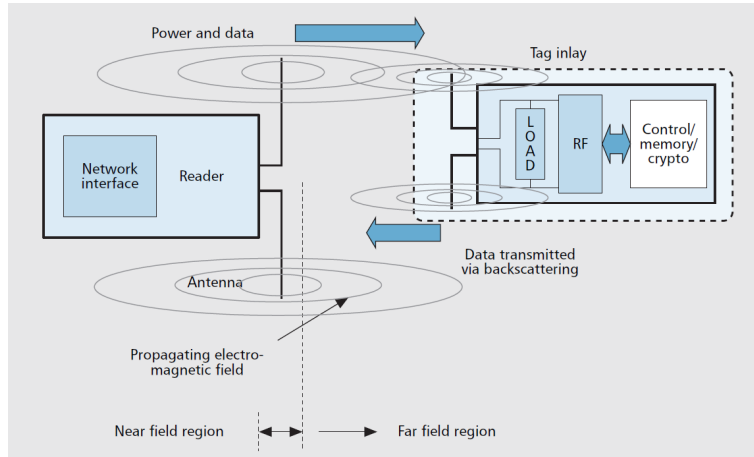 Power and data
Tag inlay
Network
interface
Reader
L
O
A
D
RF
Control/
memory/
crypto
Antenna
Data transmitted
via backscattering
Propagating electro-
magnetic field
Near field region
Far field region